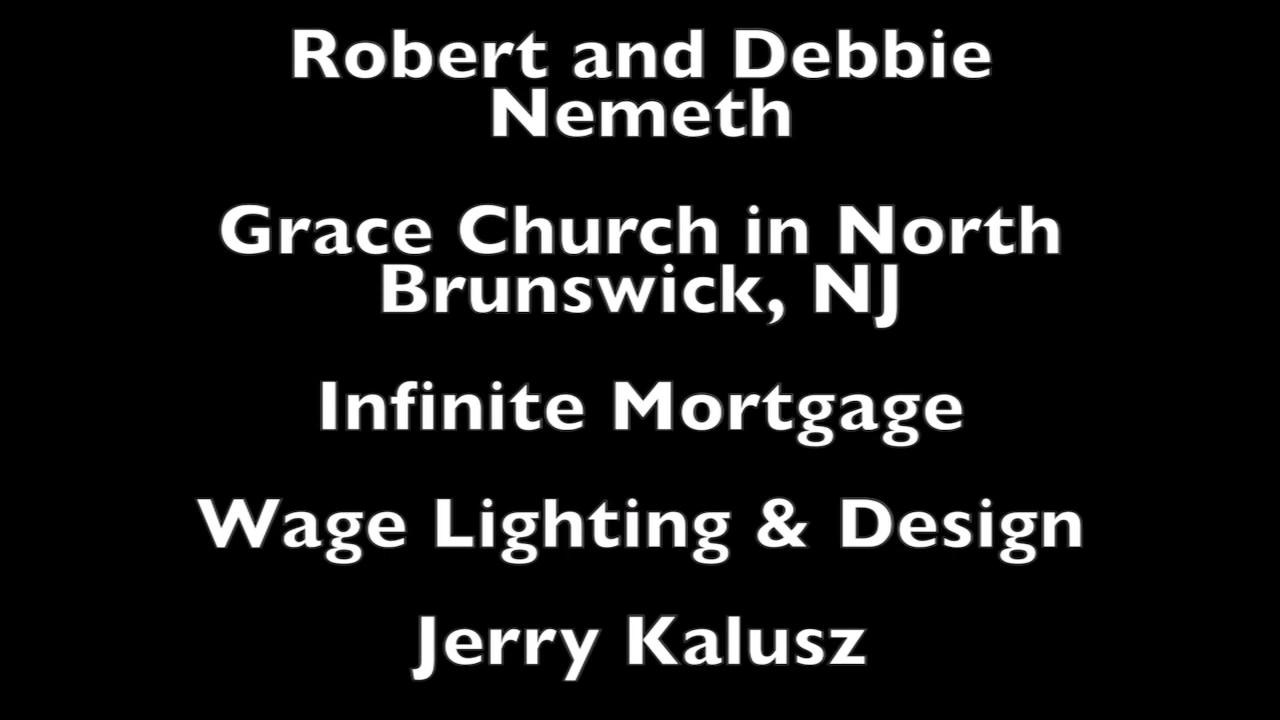 Robert and Debbie
Nemeth
Grace Church in North
Brunswick, NJ
Infinite Mortgage
Wage Lighting & Design
Jerry Kalusz